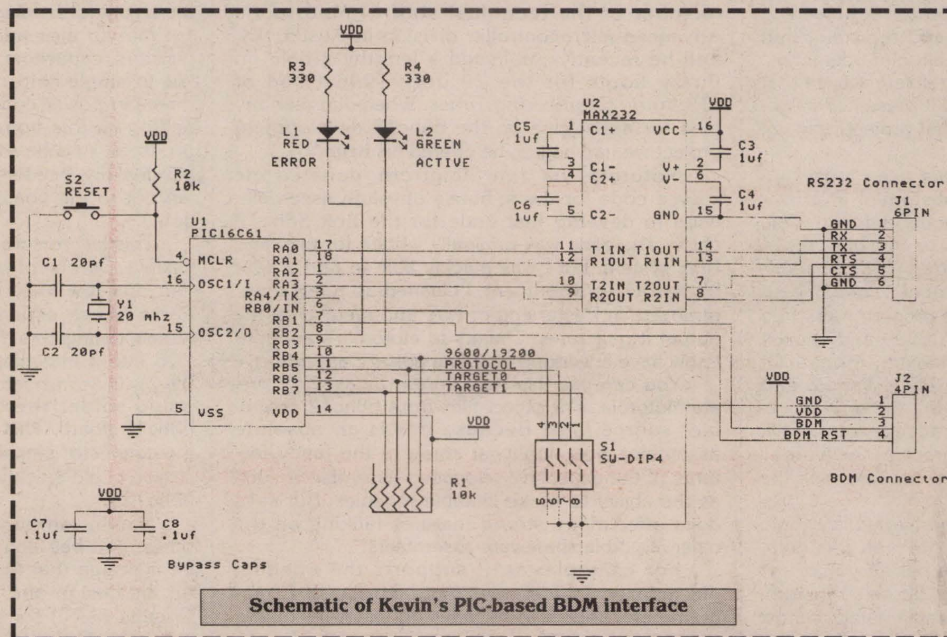 VDD
R3
330
R4
330
L1
RED
ERROR
L2
GREEN
ACTIVE
VDD
R2
10k
S2
RESET
U1
PIC16C61
C1 20pf
Y1
20 mhz
C2 20pf
4 MCLR
16 OSC1/I
15 OSC2/O
5 VSS
VDD 14
RA0 17
RA1 18
RA2 1
RA3 2
RA4/TK 3
RB0/IN 6
RB1 7
RB2 8
RB3 9
RB4 10
RB5 11
RB6 12
RB7 13
U2
MAX232
C5
1uf
C6
1uf
1 C1+
3 C1-
4 C2+
5 C2-
VCC 16
V+ 2
V- 6
GND 15
VDD
C3
1uf
C4
1uf
11 T1IN T1OUT 14
12 R1OUT R1IN 13
10 T2IN T2OUT 7
9 R2OUT R2IN 8
RS232 Connector
J1
6PIN
GND 1
RX 2
TX 3
RTS 4
CTS 5
GND 6
9600/19200
PROTOCOL
TARGET0
TARGET1
VDD
R1
10k
4 3 2 1
S1
SW-DIP4
5 6 7 8
VDD
J2
4PIN
GND 1
VDD 2
BDM 3
BDM RST 4
BDM Connector
VDD
C7
.1uf
C8
.1uf
Bypass Caps
Schematic of Kevin's PIC-based BDM interface